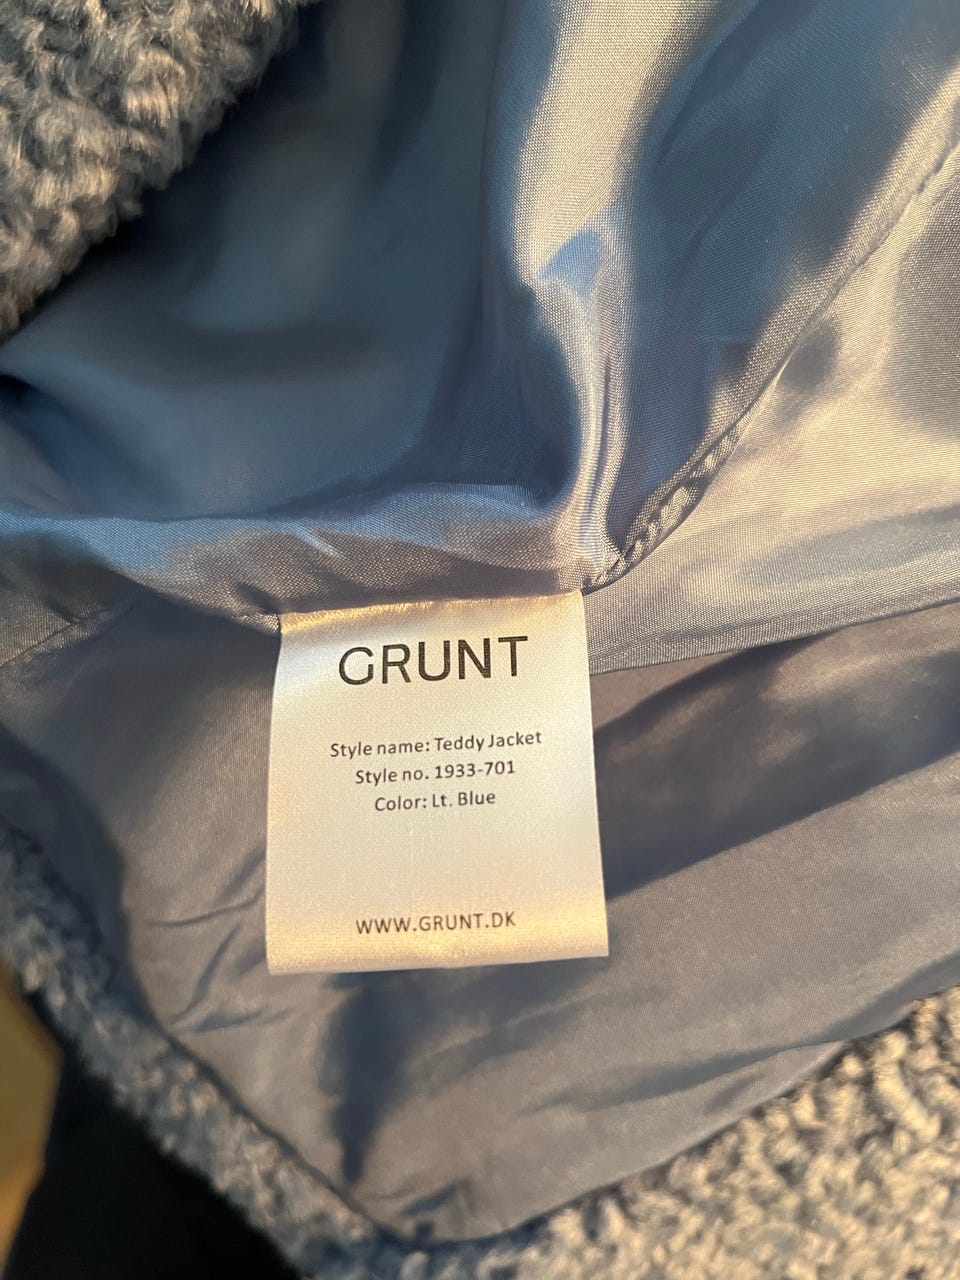 GRUNT
Style name: Teddy Jacket
Style no. 1933-701
Color: Lt. Blue
WWW.GRUNT.DK